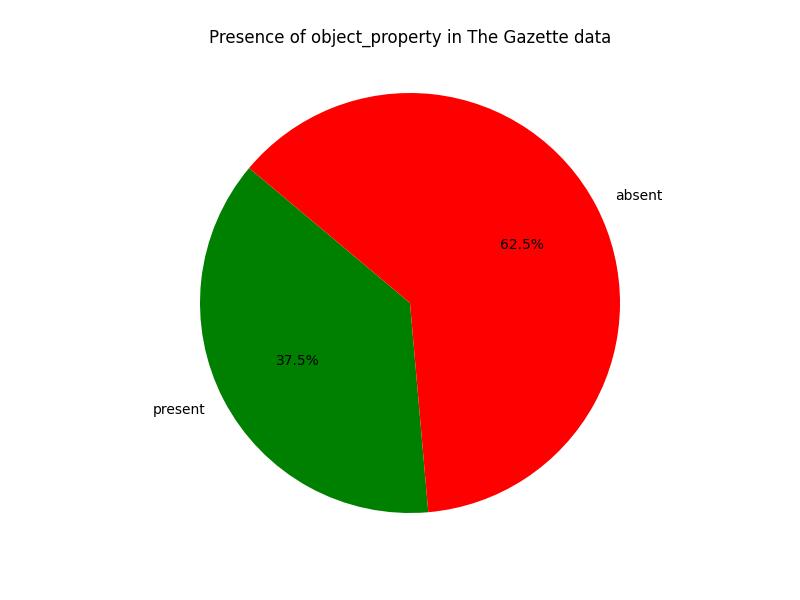 Presence of object_property in The Gazette data
absent
62.5%
37.5%
present